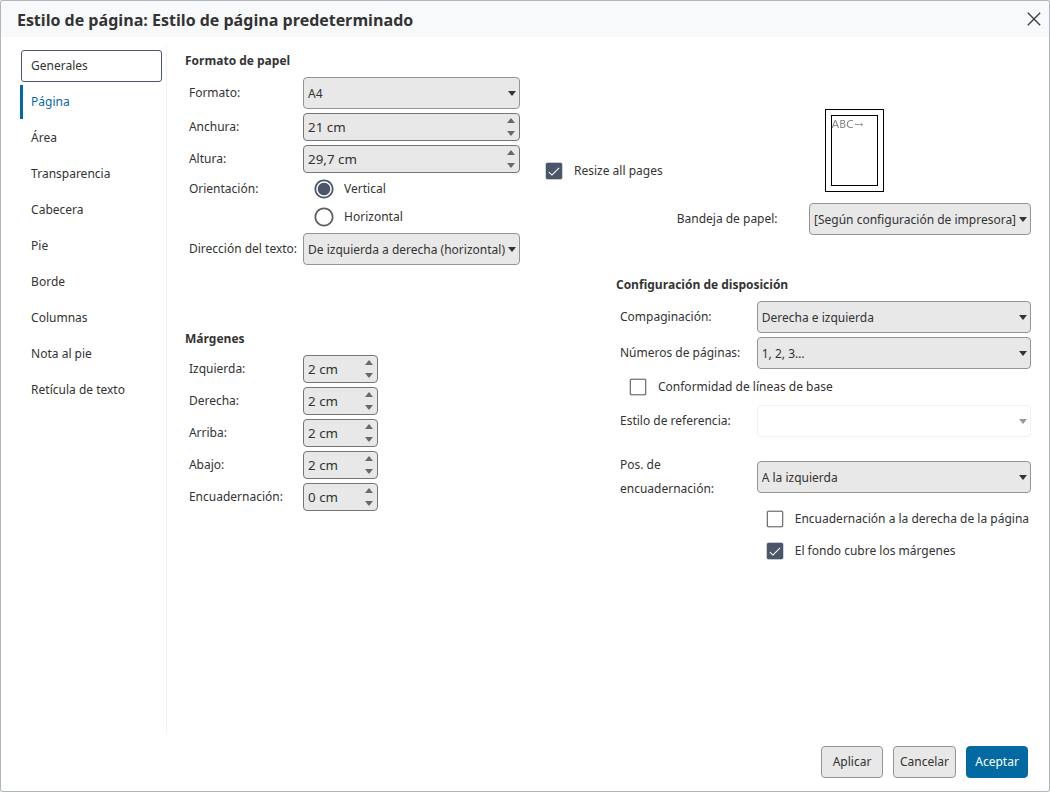 Estilo de página: Estilo de página predeterminado
Generales
Página
Área
Transparencia
Cabecera
Pie
Borde
Columnas
Nota al pie
Retícula de texto
Formato de papel
Formato: A4
Anchura: 21 cm
Altura: 29,7 cm
Orientación: Vertical
Horizontal
Dirección del texto: De izquierda a derecha (horizontal)
Resize all pages
ABC→
Bandeja de papel: [Según configuración de impresora]
Márgenes
Izquierda: 2 cm
Derecha: 2 cm
Arriba: 2 cm
Abajo: 2 cm
Encuadernación: 0 cm
Configuración de disposición
Compaginación: Derecha e izquierda
Números de páginas: 1, 2, 3...
Conformidad de líneas de base
Estilo de referencia:
Pos. de
encuadernación: A la izquierda
Encuadernación a la derecha de la página
El fondo cubre los márgenes
Aplicar Cancelar Aceptar